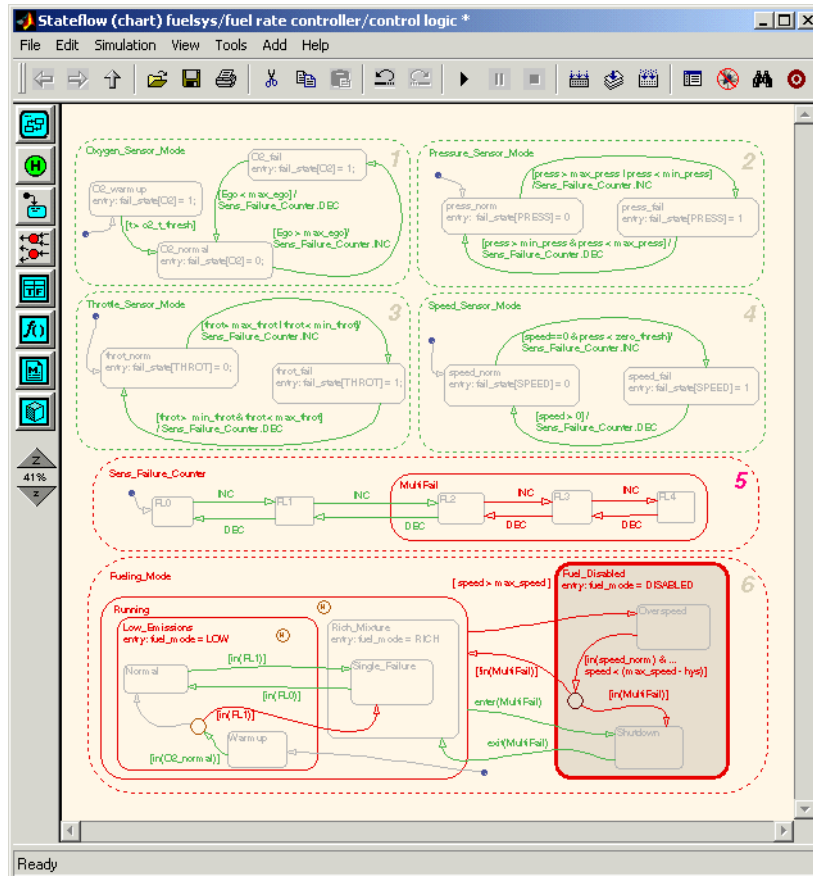 Stateflow (chart) fuelsys/fuel rate controller/control logic *
File Edit Simulation View Tools Add Help
Oxygen_Sensor_Mode
1
O2_fail
entry: fail_state[O2] = 1;
O2_warmup
entry: fail_state[O2] = 1;
[Ego < max_ego] /
Sens_Failure_Counter.DEC
[t> o2_t_thresh]
[Ego > max_ego]/
Sens_Failure_Counter.INC
O2_normal
entry: fail_state[O2] = 0;
Pressure_Sensor_Mode
2
[press > max_press | press < min_press]
/Sens_Failure_Counter.INC
press_norm
entry: fail_state[PRESS] = 0
press_fail
entry: fail_state[PRESS] = 1
[press > min_press & press < max_press] /
Sens_Failure_Counter.DEC
Throttle_Sensor_Mode
3
[throt> max_throt | throt < min_throt]/
Sens_Failure_Counter.INC
throt_norm
entry: fail_state[THROT] = 0;
throt_fail
entry: fail_state[THROT] = 1;
[throt> min_throt & throt < max_throt]
/Sens_Failure_Counter.DEC
Speed_Sensor_Mode
4
[speed==0 & press < zero_thresh]/
Sens_Failure_Counter.INC
speed_norm
entry: fail_state[SPEED] = 0
speed_fail
entry: fail_state[SPEED] = 1
[speed > 0] /
Sens_Failure_Counter.DEC
Z
41%
z
Sens_Failure_Counter
5
MultiFail
INC
INC
INC
INC
FL0
FL1
FL2
FL3
FL4
DEC
DEC
DEC
DEC
Fueling_Mode
6
[speed > max_speed]
Fuel_Disabled
entry: fuel_mode = DISABLED
Running
H
Low_Emissions
entry: fuel_mode = LOW
H
Rich_Mixture
entry: fuel_mode = RICH
Overspeed
[in(FL1)]
Normal
Single_Failure
[in(speed_norm) & ...
speed < (max_speed - hys)]
[!in(MultiFail)]
[in(FL0)]
[in(MultiFail)]
[in(FL1)]
enter(MultiFail)
Warmup
Shutdown
exit(MultiFail)
[in(O2_normal)]
Ready